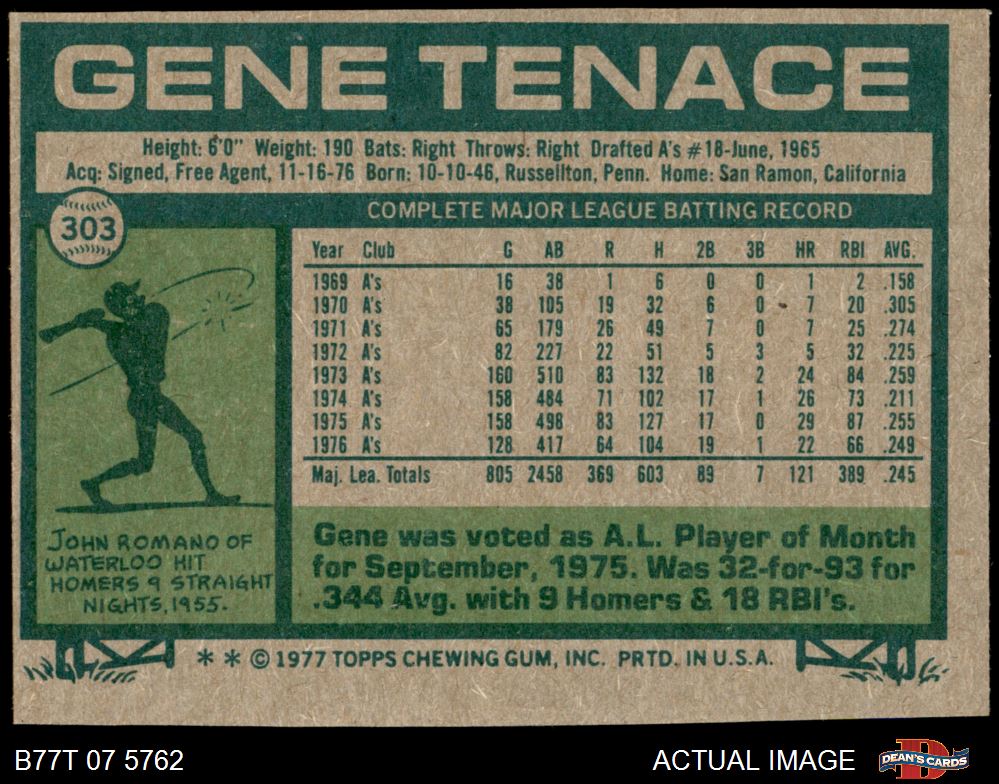 GENE TENACE
Height: 6'0" Weight: 190 Bats: Right Throws: Right Drafted A's #18-June, 1965
Acq: Signed, Free Agent, 11-16-76 Born: 10-10-46, Russellton, Penn. Home: San Ramon, California
303
COMPLETE MAJOR LEAGUE BATTING RECORD
Year Club G AB R H 2B 3B HR RBI AVG.
1969 A's 16 38 1 6 0 0 1 2 .158
1970 A's 38 105 19 32 6 0 7 20 .305
1971 A's 65 179 26 49 7 0 7 25 .274
1972 A's 82 227 22 51 5 3 5 32 .225
1973 A's 160 510 83 132 18 2 24 84 .259
1974 A's 158 484 71 102 17 1 26 73 .211
1975 A's 158 498 83 127 17 0 29 87 .255
1976 A's 128 417 64 104 19 1 22 66 .249
Maj. Lea. Totals 805 2458 369 603 89 7 121 389 .245
JOHN ROMANO OF
WATERLOO HIT
HOMERS 9 STRAIGHT
NIGHTS, 1955.
Gene was voted as A.L. Player of Month
for September, 1975. Was 32-for-93 for
.344 Avg. with 9 Homers & 18 RBI's.
* * © 1977 TOPPS CHEWING GUM, INC. PRTD. IN U.S.A.
B77T 07 5762
ACTUAL IMAGE
DEAN'S CARDS